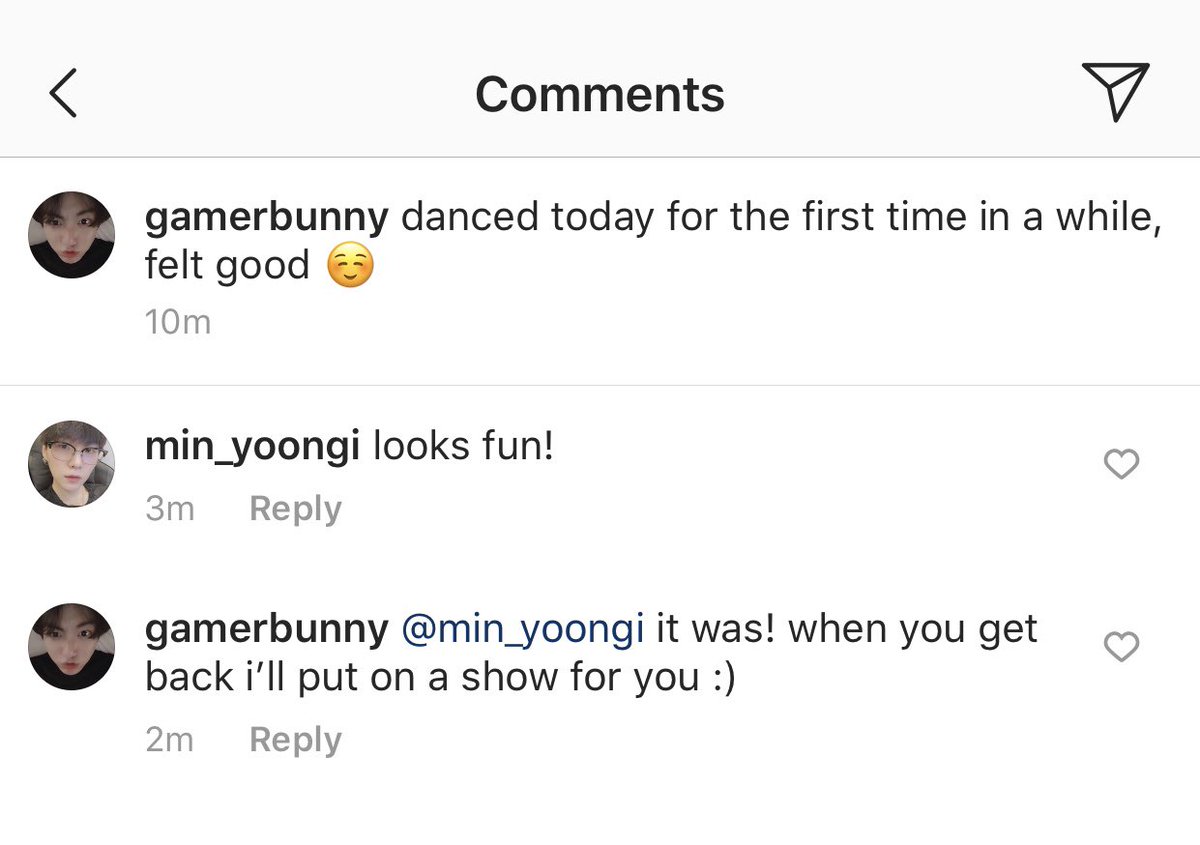 Comments
gamerbunny danced today for the first time in a while,
felt good ☺️
10m
min_yoongi looks fun!
3m Reply
gamerbunny @min_yoongi it was! when you get
back i’ll put on a show for you :)
2m Reply